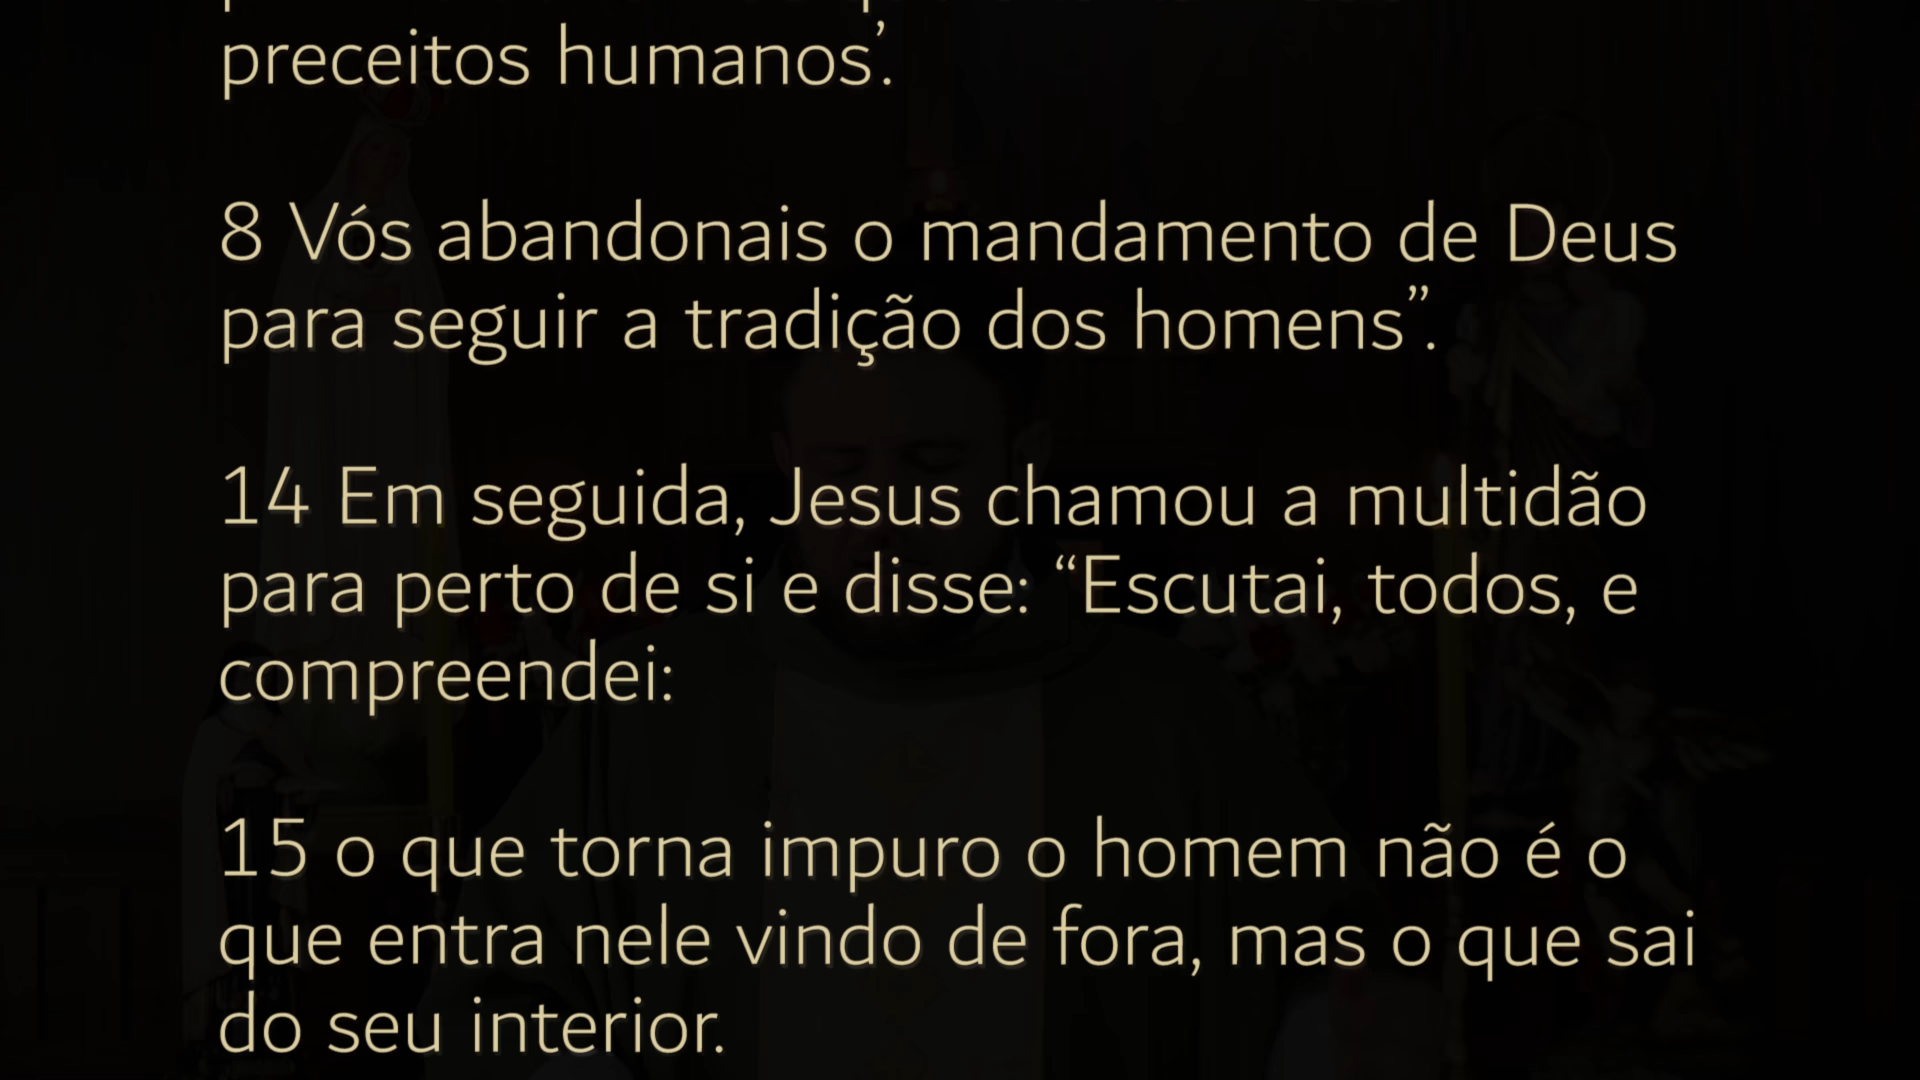 preceitos humanos’.
8 Vós abandonais o mandamento de Deus
para seguir a tradição dos homens”.
14 Em seguida, Jesus chamou a multidão
para perto de si e disse: “Escutai, todos, e
compreendei:
15 o que torna impuro o homem não é o
que entra nele vindo de fora, mas o que sai
do seu interior.